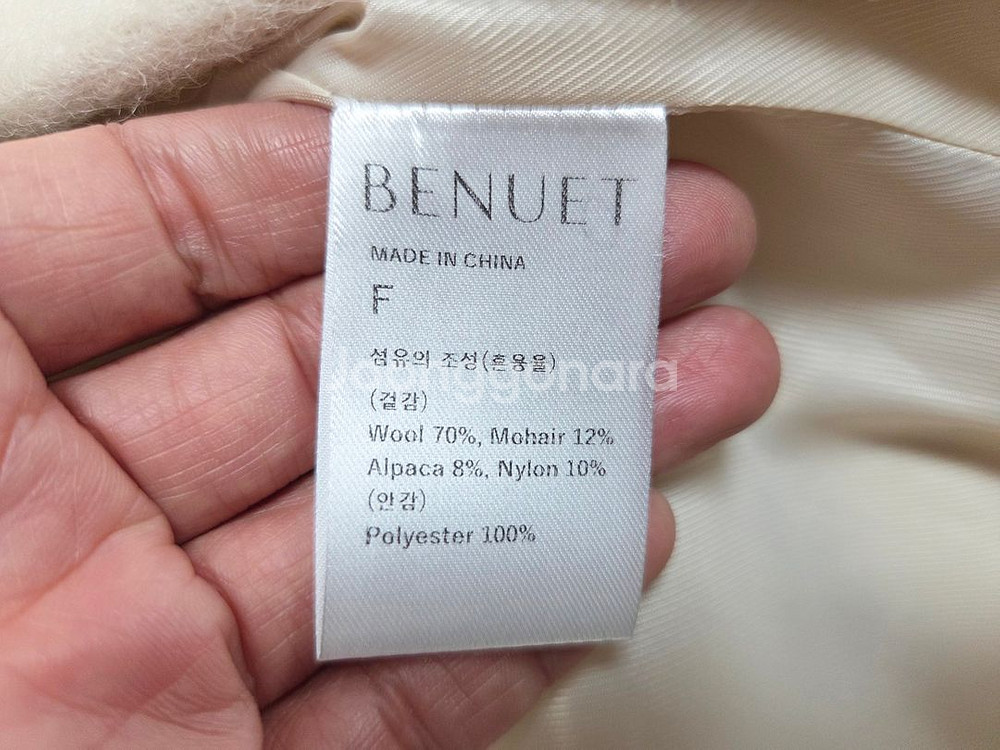 BENUET
MADE IN CHINA
F
섬유의 조성(혼용율)
joonggonara
(겉감)
Wool 70%, Mohair 12%
Alpaca 8%, Nylon 10%
(안감)
Polyester 100%